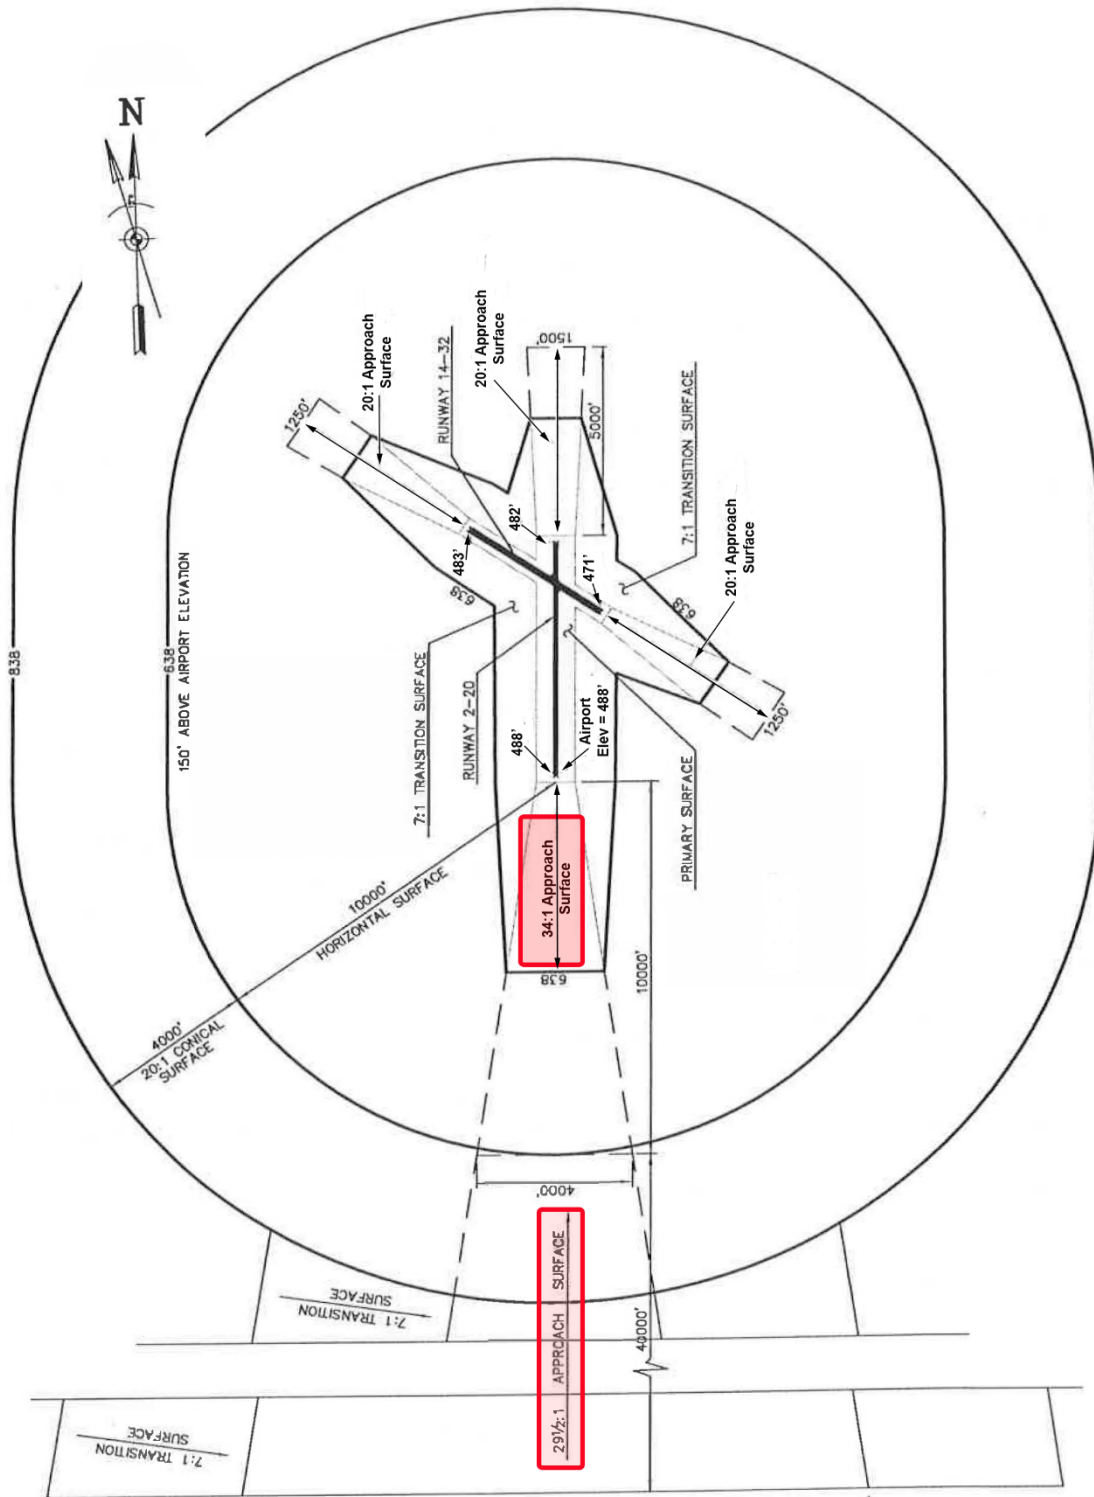 N
1500'
20:1 Approach
Surface
RUNWAY 14-32
20:1 Approach
Surface
1250'
5000'
7:1 TRANSITION SURFACE
482'
483'
471'
20:1 Approach
Surface
638
638
838
638
150' ABOVE AIRPORT ELEVATION
7:1 TRANSITION SURFACE
RUNWAY 2-20
488'
Airport
Elev = 488'
1250'
PRIMARY SURFACE
34:1 Approach
Surface
10000'
HORIZONTAL SURFACE
638
10000'
4000'
20:1 CONICAL
SURFACE
4000'
29½:1 APPROACH SURFACE
7:1 TRANSITION
SURFACE
40000'
7:1 TRANSITION
SURFACE